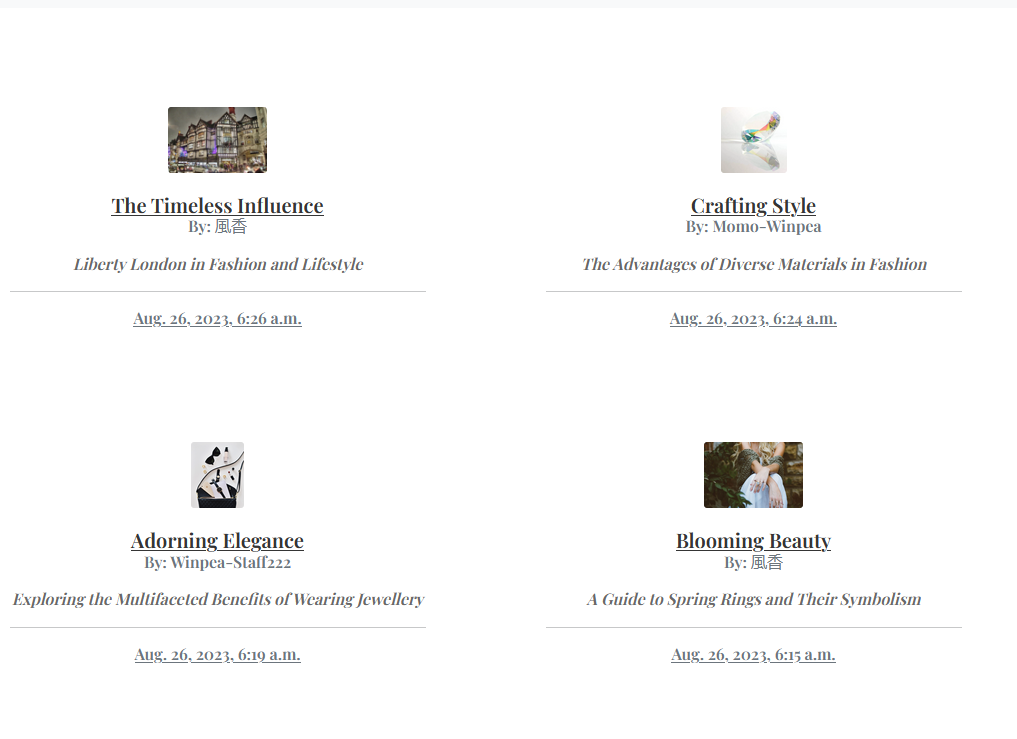 The Timeless Influence
By: 風香
Liberty London in Fashion and Lifestyle
Aug. 26, 2023, 6:26 a.m.
Crafting Style
By: Momo-Winpea
The Advantages of Diverse Materials in Fashion
Aug. 26, 2023, 6:24 a.m.
Adorning Elegance
By: Winpea-Staff222
Exploring the Multifaceted Benefits of Wearing Jewellery
Aug. 26, 2023, 6:19 a.m.
Blooming Beauty
By: 風香
A Guide to Spring Rings and Their Symbolism
Aug. 26, 2023, 6:15 a.m.